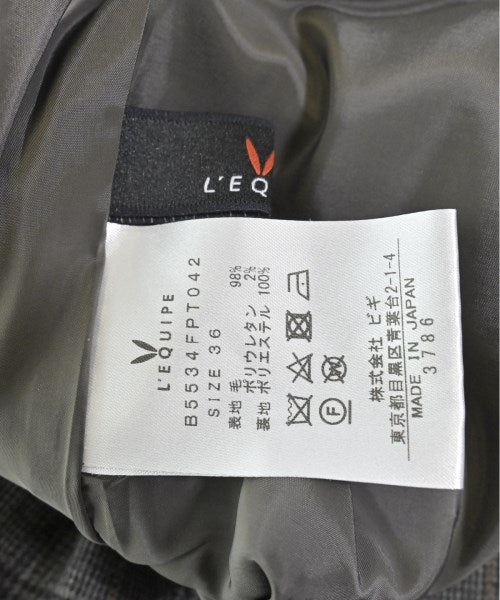 L'EQ
L'EQUIPE
B5534FPT042
SIZE 36
表地 毛 98%
ポリウレタン 2%
裏地 ポリエステル 100%
株式会社 ビギ
東京都目黒区青葉台2-1-4
MADE IN JAPAN
3786